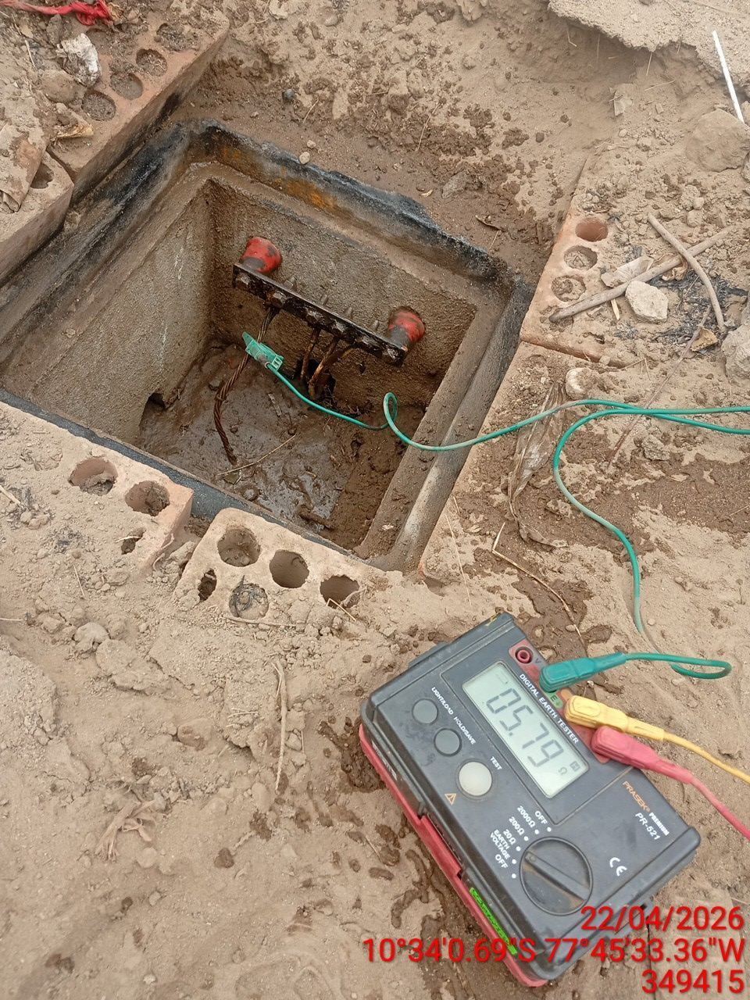 LIGHT/LOAD
HOLD/SAVE
TEST
DIGITAL EARTH TESTER
V
E
05.79
Ω
PRASEK® PREMIUM
PR-521
OFF
2000Ω
200Ω
20Ω
EARTH
VOLTAGE
OFF
CE
22/04/2026
10°34'0.69"S 77°45'33.36"W
349415